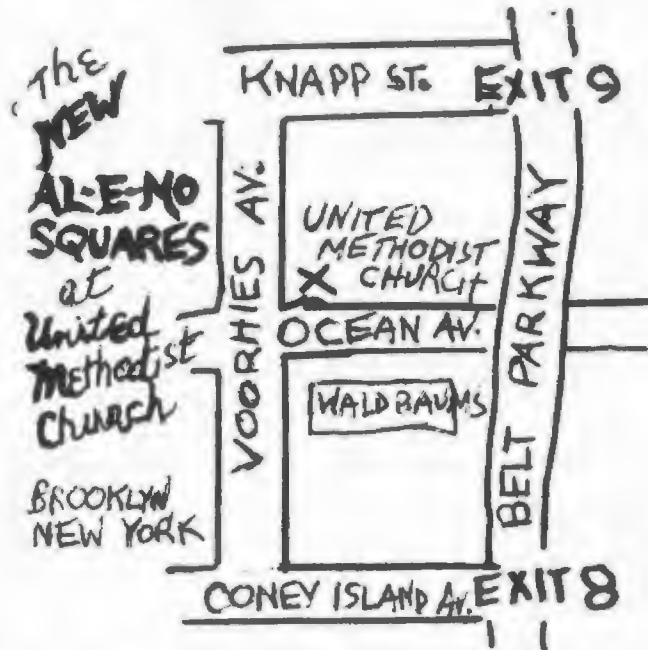 The
NEW
AL-E-MO
SQUARES
at
United
Methodist
Church
BROOKLYN
NEW YORK
KNAPP ST.
EXIT 9
VOORHIES AV.
UNITED
METHODIST
CHURCH
X
OCEAN AV.
WALDBAUMS
BELT PARKWAY
CONEY ISLAND AV.
EXIT 8